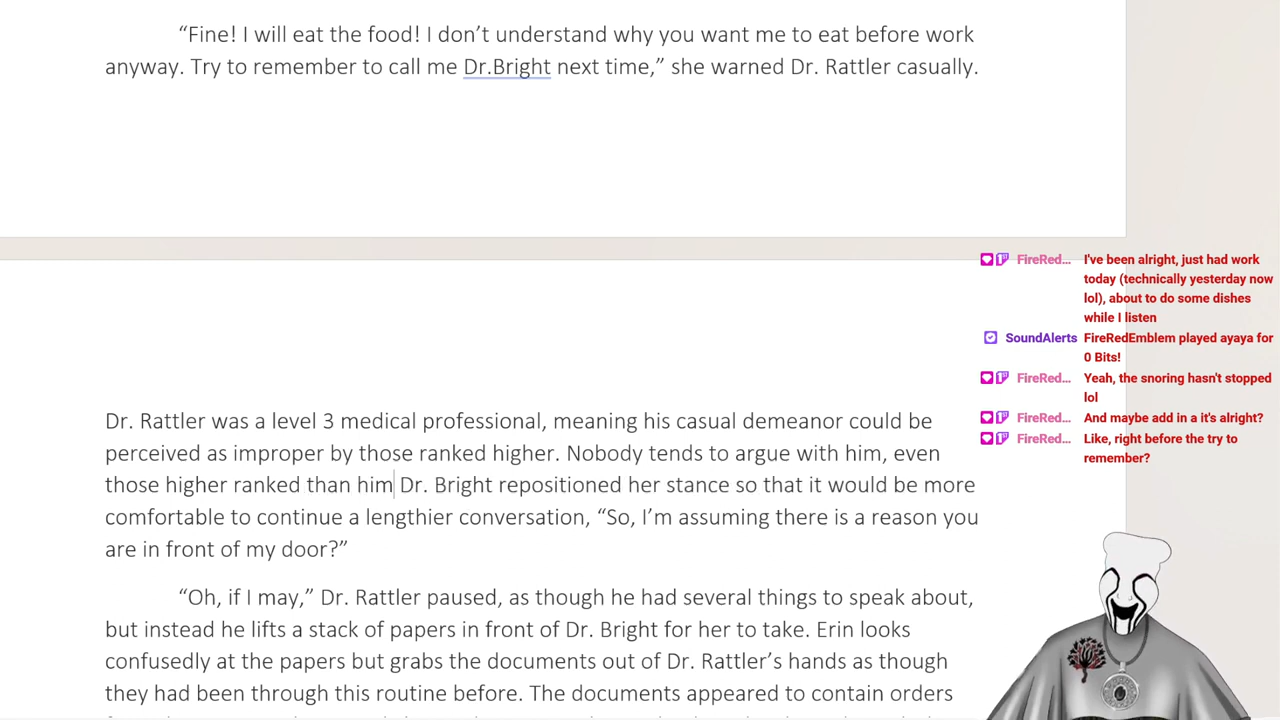 “Fine! I will eat the food! I don’t understand why you want me to eat before work
anyway. Try to remember to call me Dr.Bright next time,” she warned Dr. Rattler casually.
Dr. Rattler was a level 3 medical professional, meaning his casual demeanor could be
perceived as improper by those ranked higher. Nobody tends to argue with him, even
those higher ranked than him Dr. Bright repositioned her stance so that it would be more
comfortable to continue a lengthier conversation, “So, I’m assuming there is a reason you
are in front of my door?”
“Oh, if I may,” Dr. Rattler paused, as though he had several things to speak about,
but instead he lifts a stack of papers in front of Dr. Bright for her to take. Erin looks
confusedly at the papers but grabs the documents out of Dr. Rattler’s hands as though
they had been through this routine before. The documents appeared to contain orders
FireRed... I've been alright, just had work
today (technically yesterday now
lol), about to do some dishes
while I listen
SoundAlerts FireRedEmblem played ayaya for
0 Bits!
FireRed... Yeah, the snoring hasn't stopped
lol
FireRed... And maybe add in a it's alright?
FireRed... Like, right before the try to
remember?